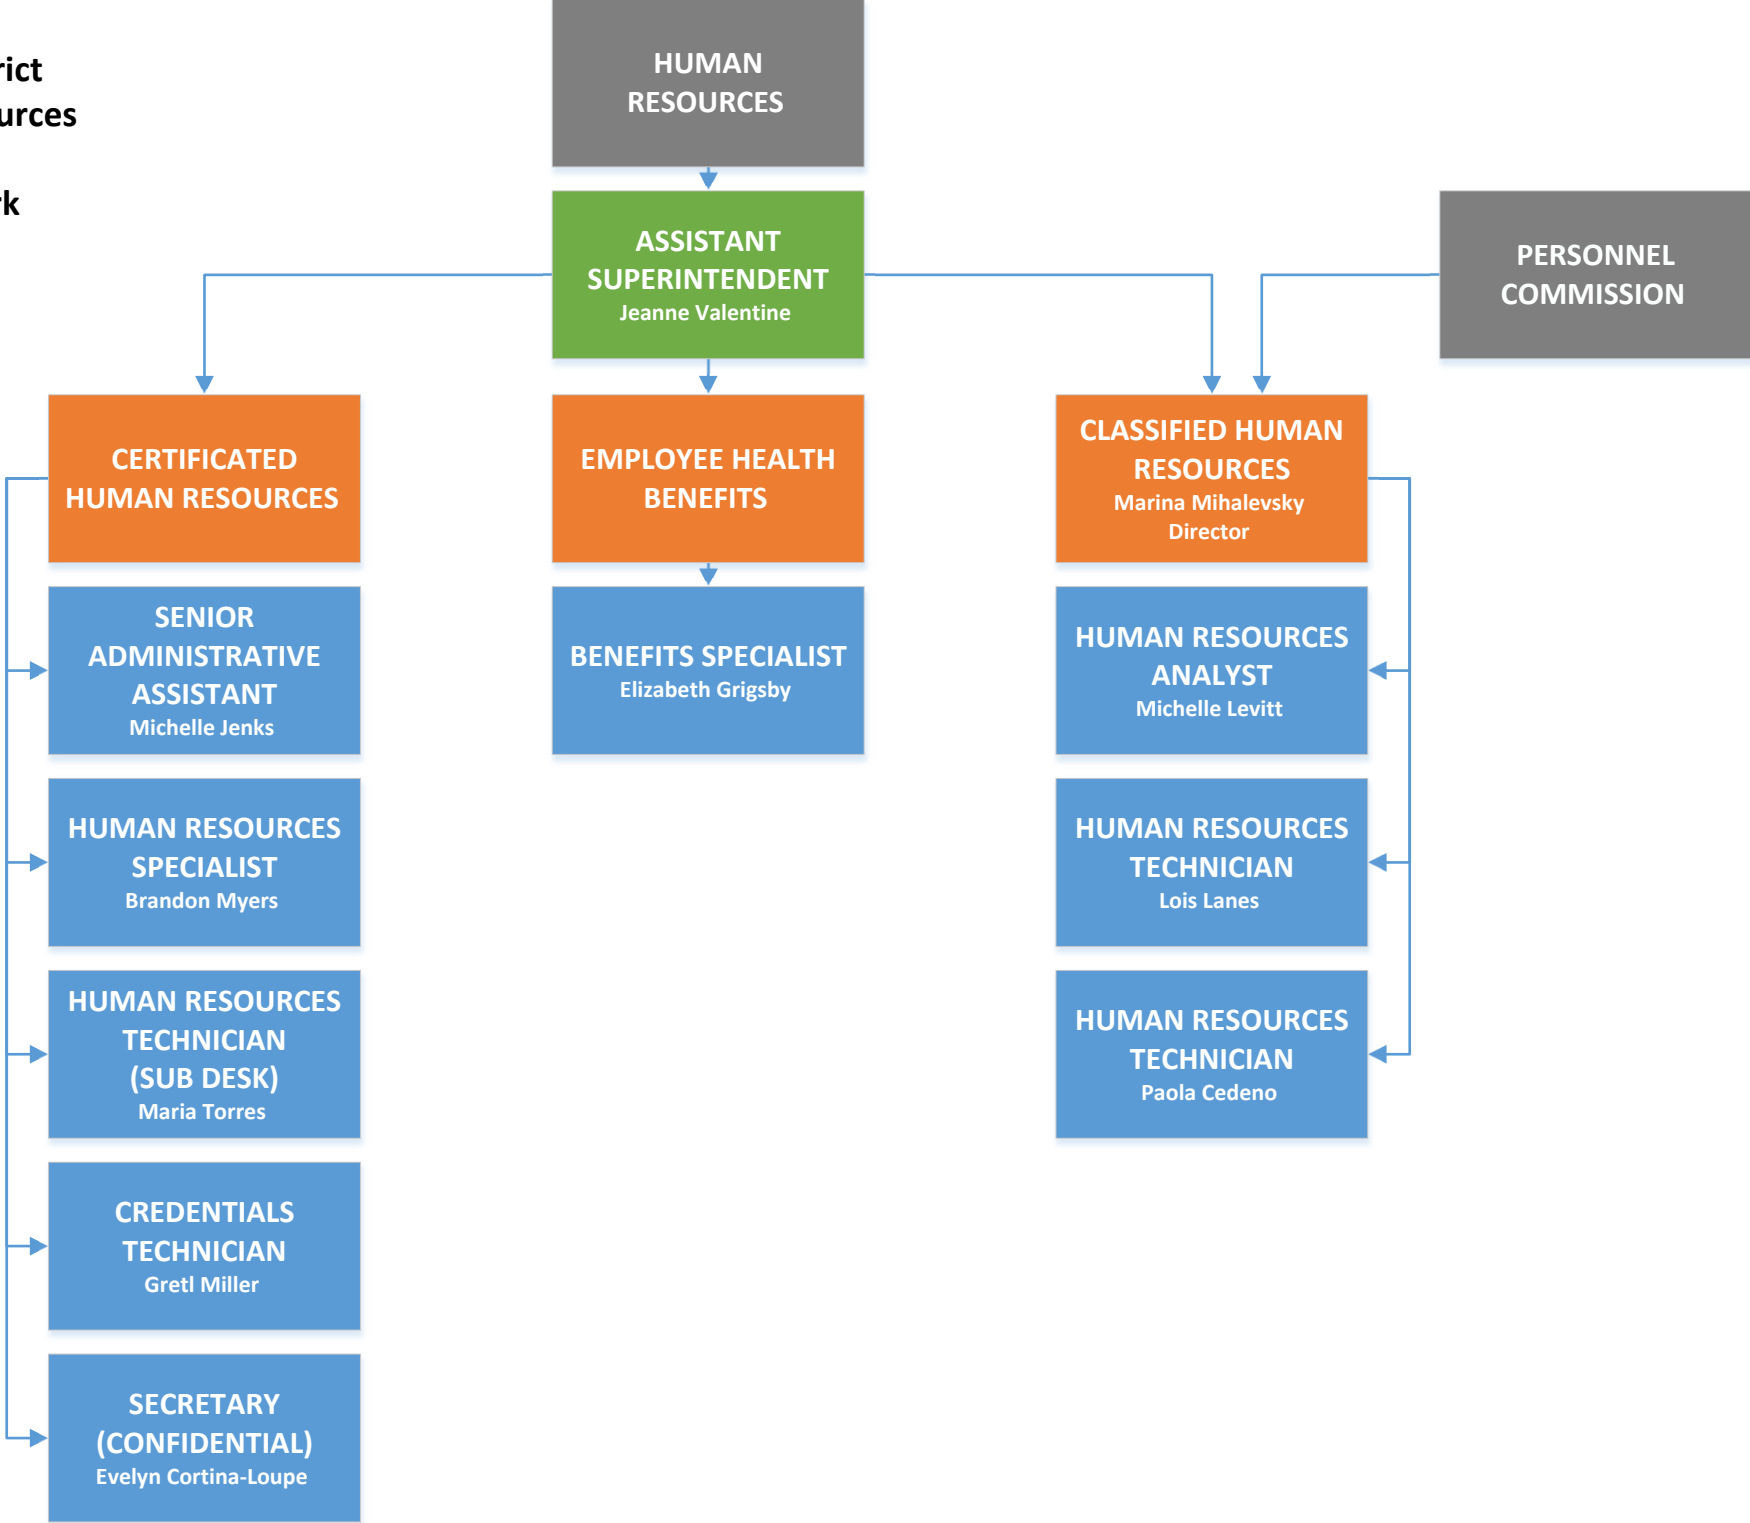 HUMAN
RESOURCES
ASSISTANT
SUPERINTENDENT
Jeanne Valentine
PERSONNEL
COMMISSION
CERTIFICATED
HUMAN RESOURCES
EMPLOYEE HEALTH
BENEFITS
CLASSIFIED HUMAN
RESOURCES
Marina Mihalevsky
Director
SENIOR
ADMINISTRATIVE
ASSISTANT
Michelle Jenks
BENEFITS SPECIALIST
Elizabeth Grigsby
HUMAN RESOURCES
ANALYST
Michelle Levitt
HUMAN RESOURCES
SPECIALIST
Brandon Myers
HUMAN RESOURCES
TECHNICIAN
Lois Lanes
HUMAN RESOURCES
TECHNICIAN
(SUB DESK)
Maria Torres
HUMAN RESOURCES
TECHNICIAN
Paola Cedeno
CREDENTIALS
TECHNICIAN
Gretl Miller
SECRETARY
(CONFIDENTIAL)
Evelyn Cortina-Loupe